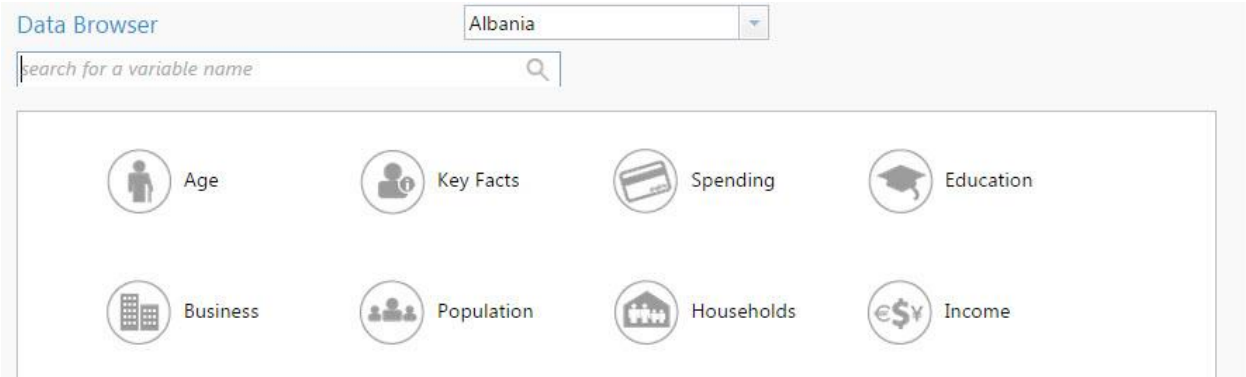 Data Browser
Albania
search for a variable name
Age
Key Facts
Spending
Education
Business
Population
Households
€$¥
Income